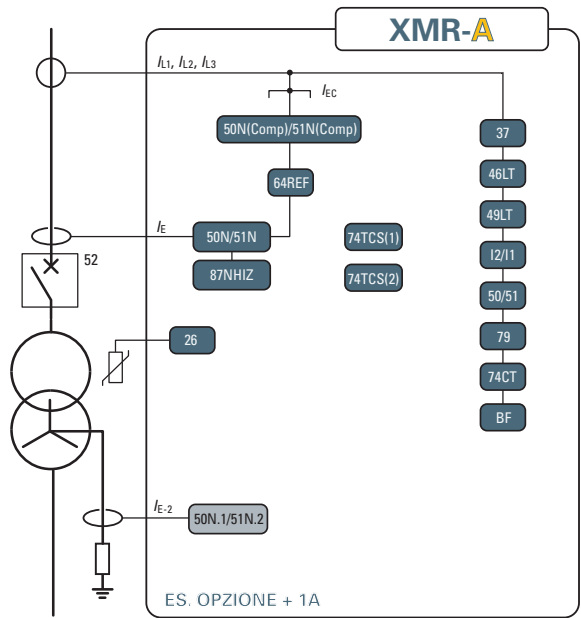 XMR-A
IL1, IL2, IL3
IEC
50N(Comp)/51N(Comp)
37
46LT
64REF
49LT
IE
50N/51N
74TCS(1)
I2/I1
52
87NHIZ
74TCS(2)
50/51
26
79
74CT
BF
IE-2
50N.1/51N.2
ES. OPZIONE + 1A